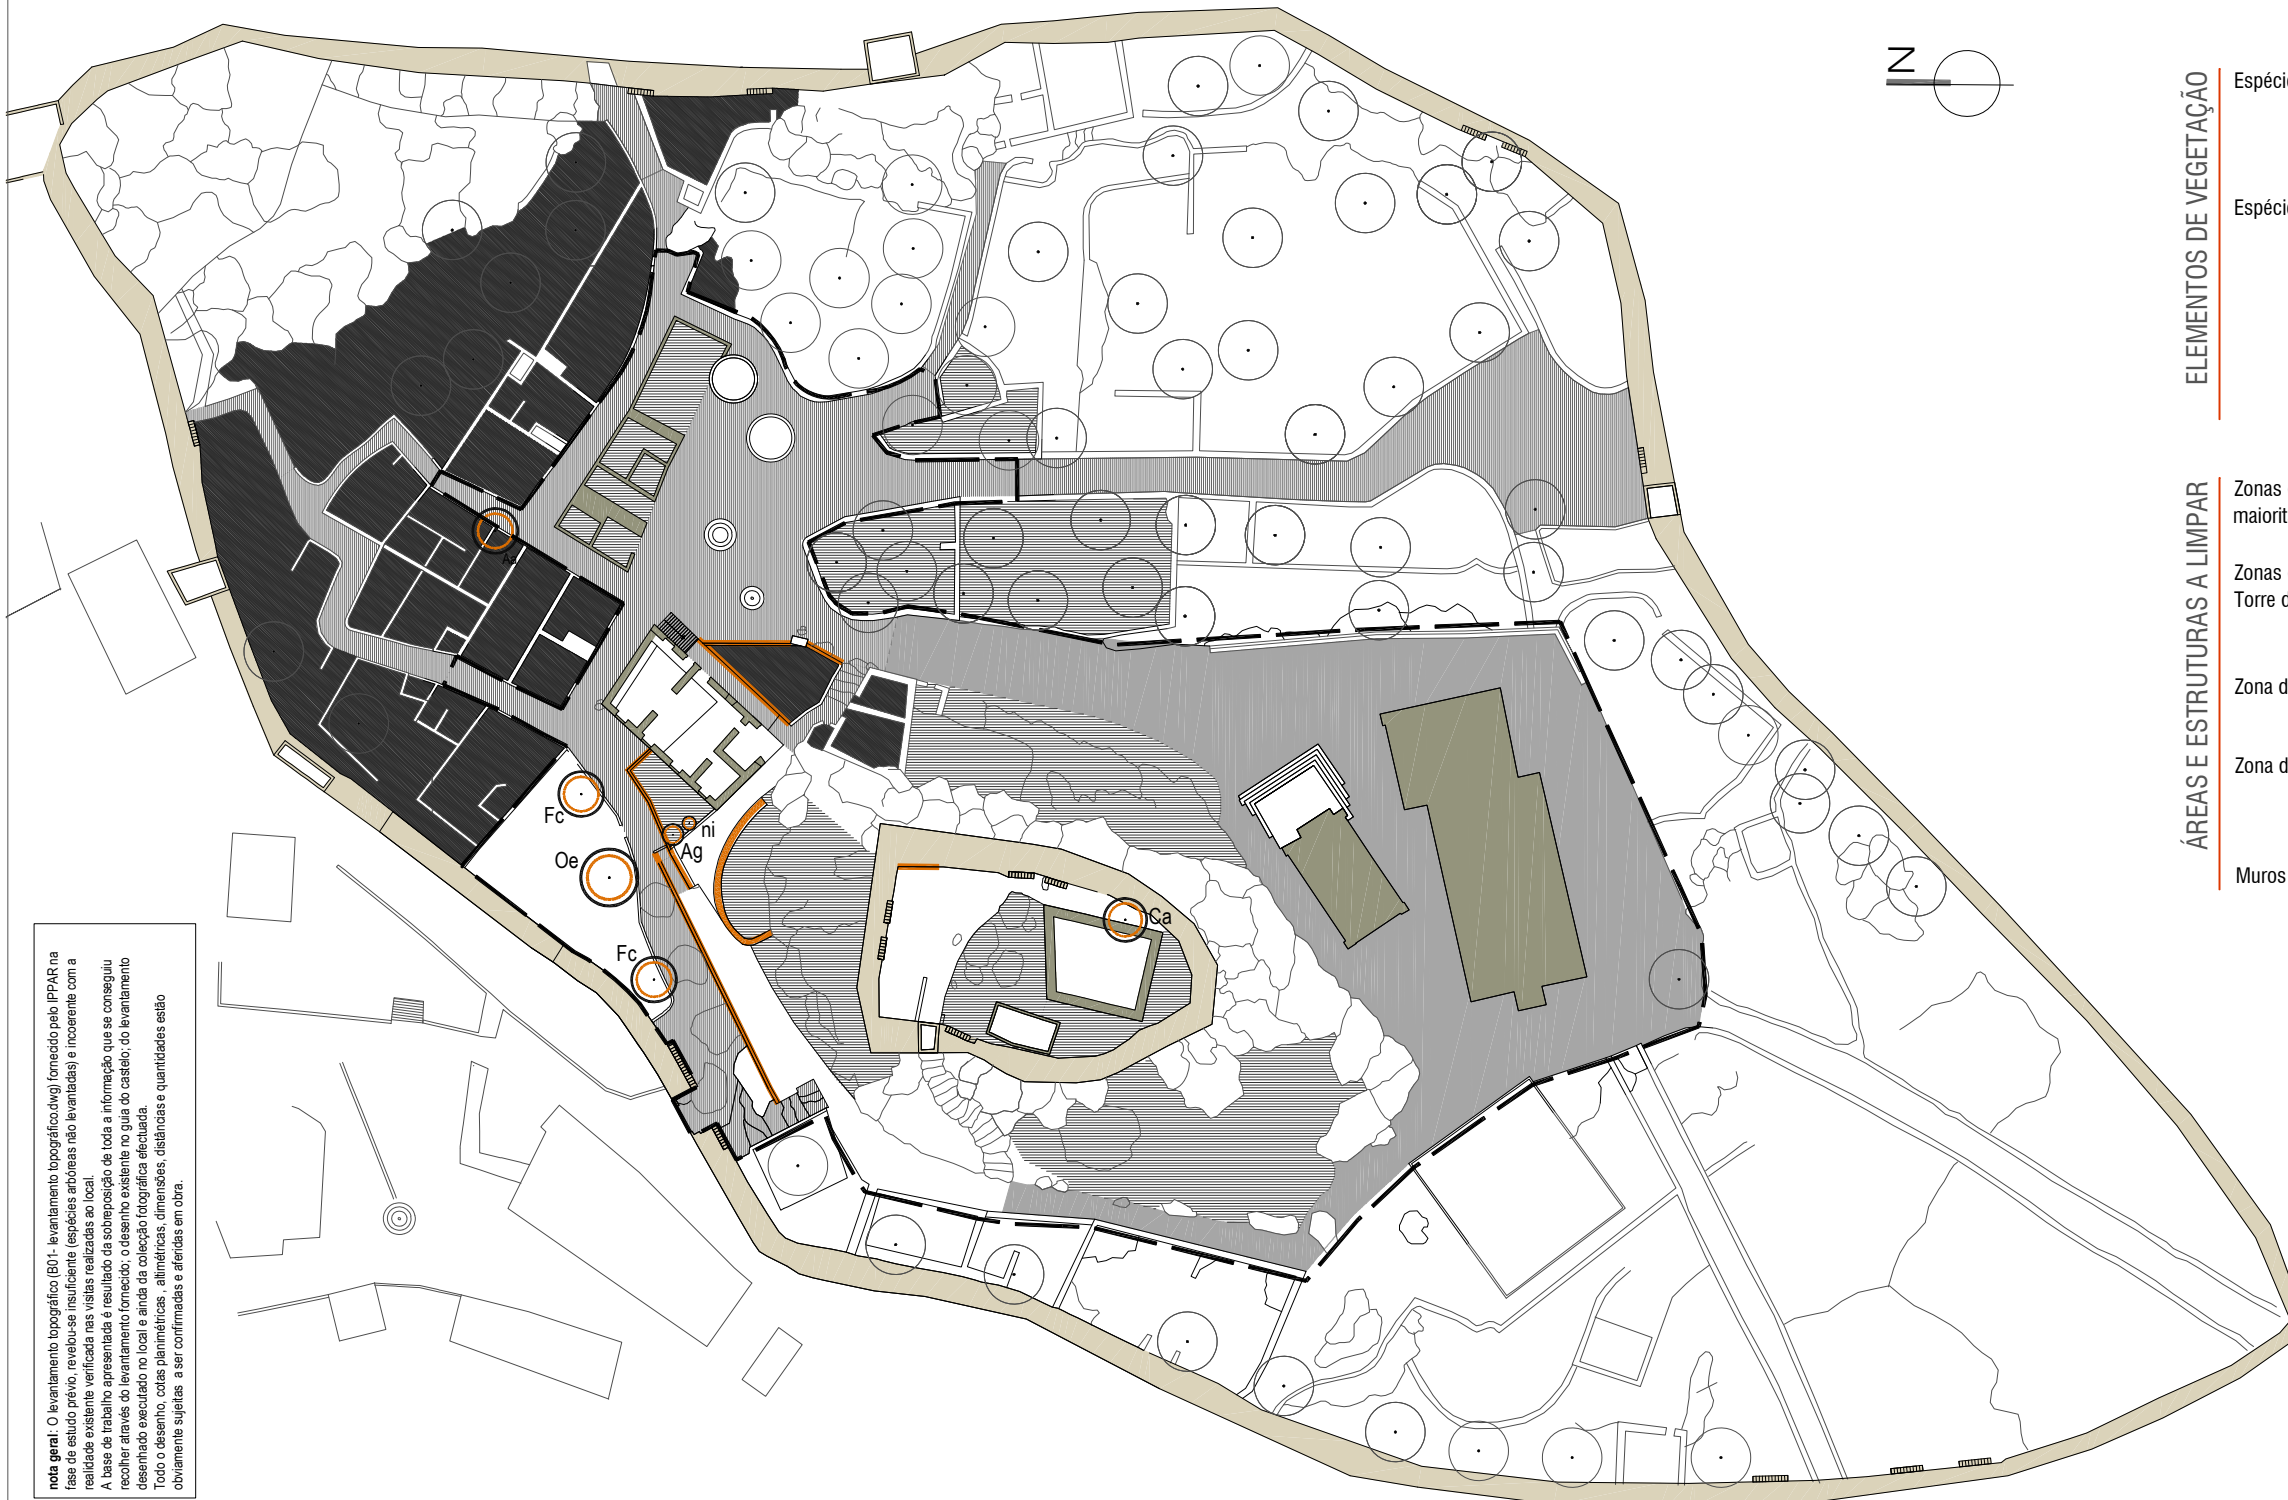 N
ELEMENTOS DE VEGETAÇÃO
Espéci
Espéci
ÁREAS E ESTRUTURAS A LIMPAR
Zonas
maiorit
Zonas
Torre d
Zona d
Zona d
Muros
Aa
Fc
Oe
Fc
ni
Ag
Ca
nota geral: O levantamento topográfico (B01- levantamento topográfico.dwg) fornecido pelo IPPAR na
fase de estudo prévio, revelou-se insuficiente (espécies arbóreas não levantadas) e incoerente com a
realidade existente verificada nas visitas realizadas ao local.
A base de trabalho apresentada é resultado da sobreposição de toda a informação que se conseguiu
recolher através do levantamento fornecido; o desenho existente no guia do castelo; do levantamento
desenhado executado no local e ainda da colecção fotográfica efectuada.
Todo o desenho, cotas planimétricas, altimétricas, dimensões, distâncias e quantidades estão
obviamente sujeitas a ser confirmadas e aferidas em obra.